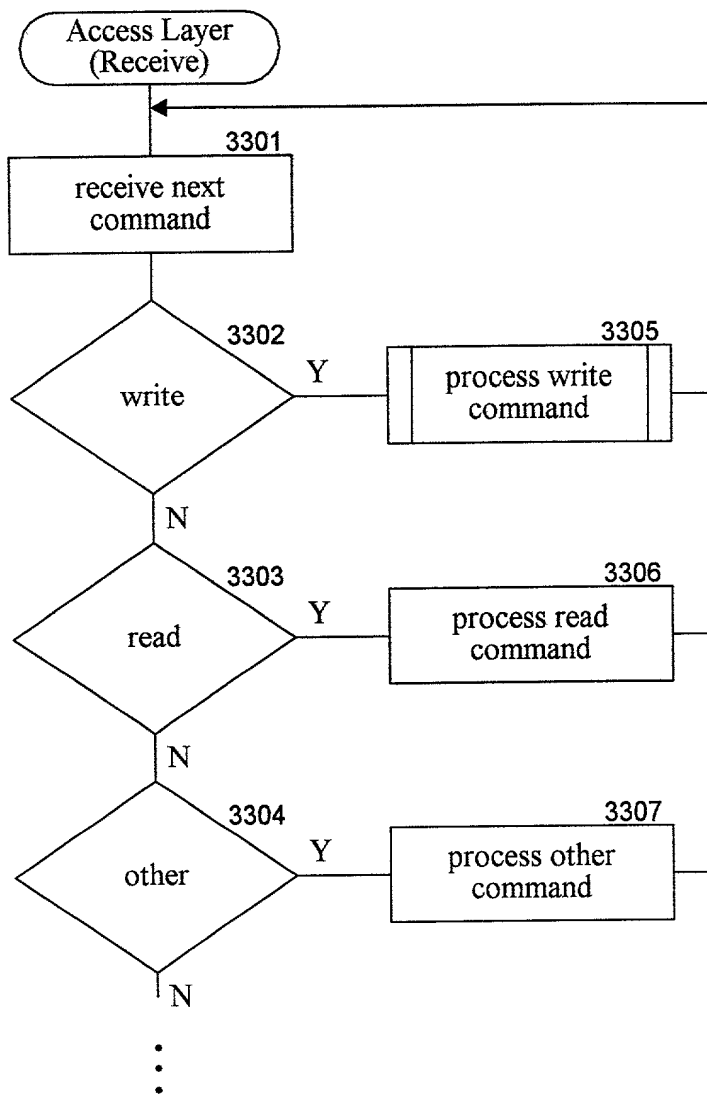 Access Layer
(Receive)
3301
receive next
command
3302
write
Y
3305
process write
command
N
3303
read
Y
3306
process read
command
N
3304
other
Y
3307
process other
command
N